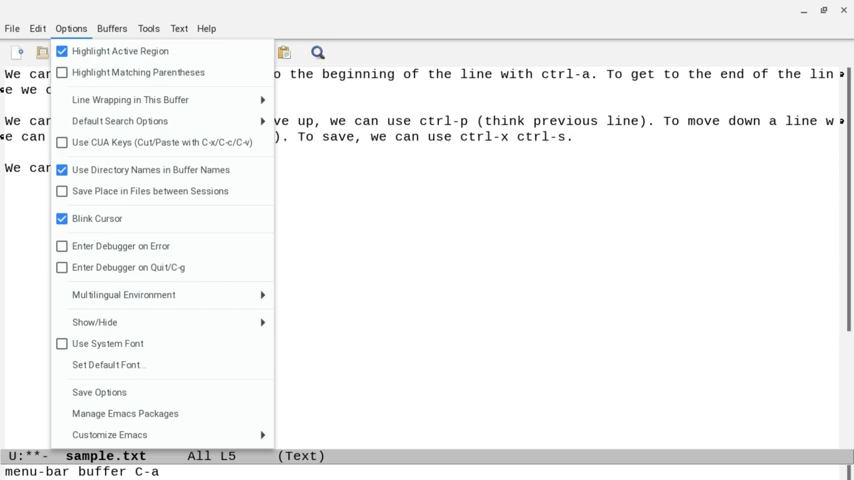 File Edit Options Buffers Tools Text Help
Highlight Active Region
Highlight Matching Parentheses
Line Wrapping in This Buffer
Default Search Options
Use CUA Keys (Cut/Paste with C-x/C-c/C-v)
Use Directory Names in Buffer Names
Save Place in Files between Sessions
Blink Cursor
Enter Debugger on Error
Enter Debugger on Quit/C-g
Multilingual Environment
Show/Hide
Use System Font
Set Default Font...
Save Options
Manage Emacs Packages
Customize Emacs
We can o the beginning of the line with ctrl-a. To get to the end of the lin
e we c
We can ve up, we can use ctrl-p (think previous line). To move down a line w
e can ). To save, we can use ctrl-x ctrl-s.
We can
U:**- sample.txt All L5 (Text)
menu-bar buffer C-a